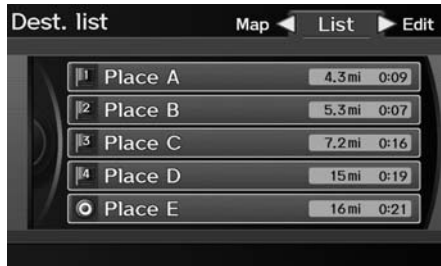 Dest. list Map List Edit
1 Place A 4.3mi 0:09
2 Place B 5.3mi 0:07
3 Place C 7.2mi 0:16
4 Place D 15mi 0:19
Place E 16mi 0:21